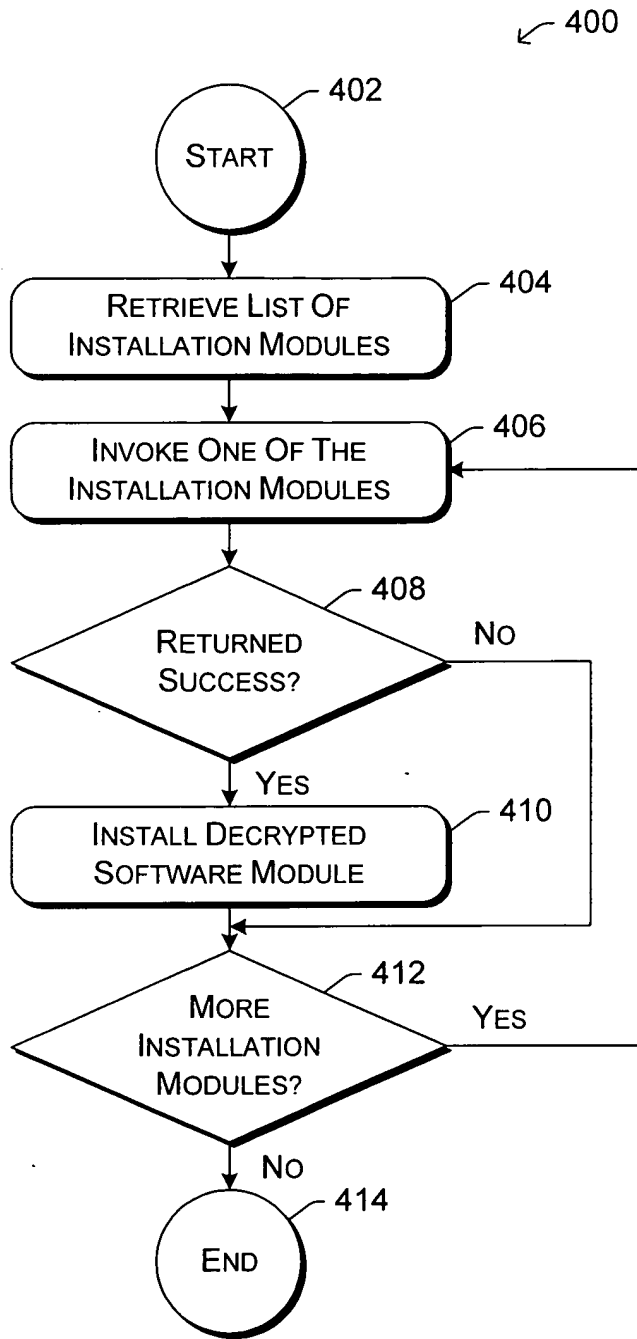 400
402
START
RETRIEVE LIST OF
INSTALLATION MODULES
404
INVOKE ONE OF THE
INSTALLATION MODULES
406
408
RETURNED
SUCCESS?
NO
YES
INSTALL DECRYPTED
SOFTWARE MODULE
410
412
MORE
INSTALLATION
MODULES?
YES
NO
414
END